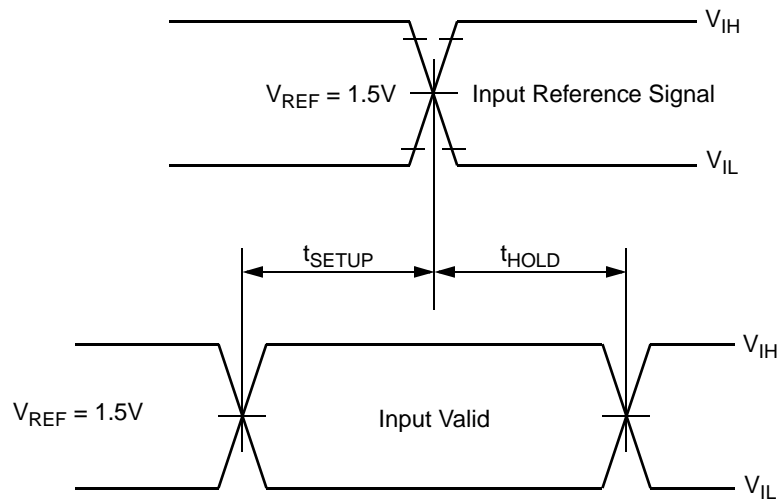 V_IH
V_REF = 1.5V Input Reference Signal
V_IL
t_SETUP t_HOLD
V_IH
V_REF = 1.5V Input Valid
V_IL